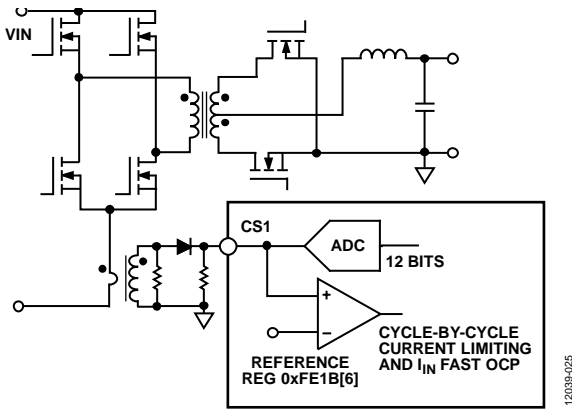 VIN
CS1
ADC
12 BITS
+
–
REFERENCE
REG 0xFE1B[6]
CYCLE-BY-CYCLE
CURRENT LIMITING
AND IIN FAST OCP
12039-025